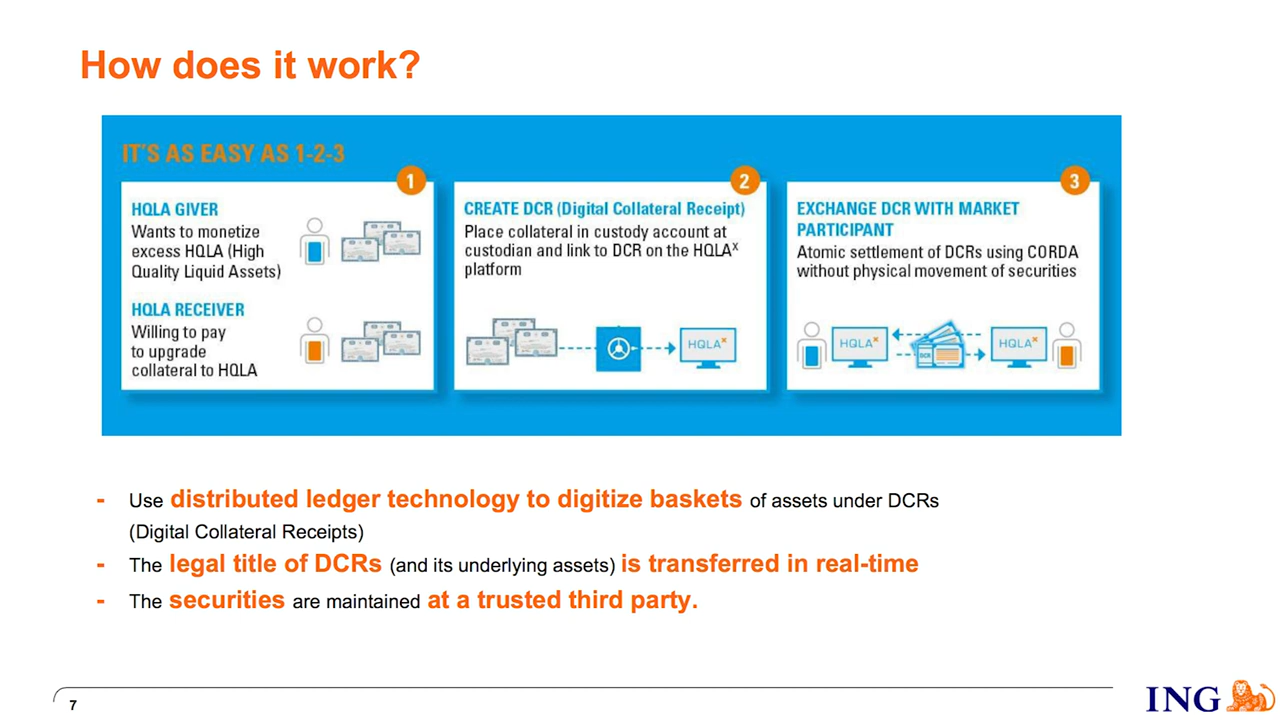 How does it work?
IT'S AS EASY AS 1-2-3
1
HQLA GIVER
Wants to monetize
excess HQLA (High
Quality Liquid Assets)
HQLA RECEIVER
Willing to pay
to upgrade
collateral to HQLA
2
CREATE DCR (Digital Collateral Receipt)
Place collateral in custody account at
custodian and link to DCR on the HQLAˣ
platform
HQLAˣ
3
EXCHANGE DCR WITH MARKET
PARTICIPANT
Atomic settlement of DCRs using CORDA
without physical movement of securities
HQLAˣ
DCR
HQLAˣ
- Use distributed ledger technology to digitize baskets of assets under DCRs
(Digital Collateral Receipts)
- The legal title of DCRs (and its underlying assets) is transferred in real-time
- The securities are maintained at a trusted third party.
7
ING